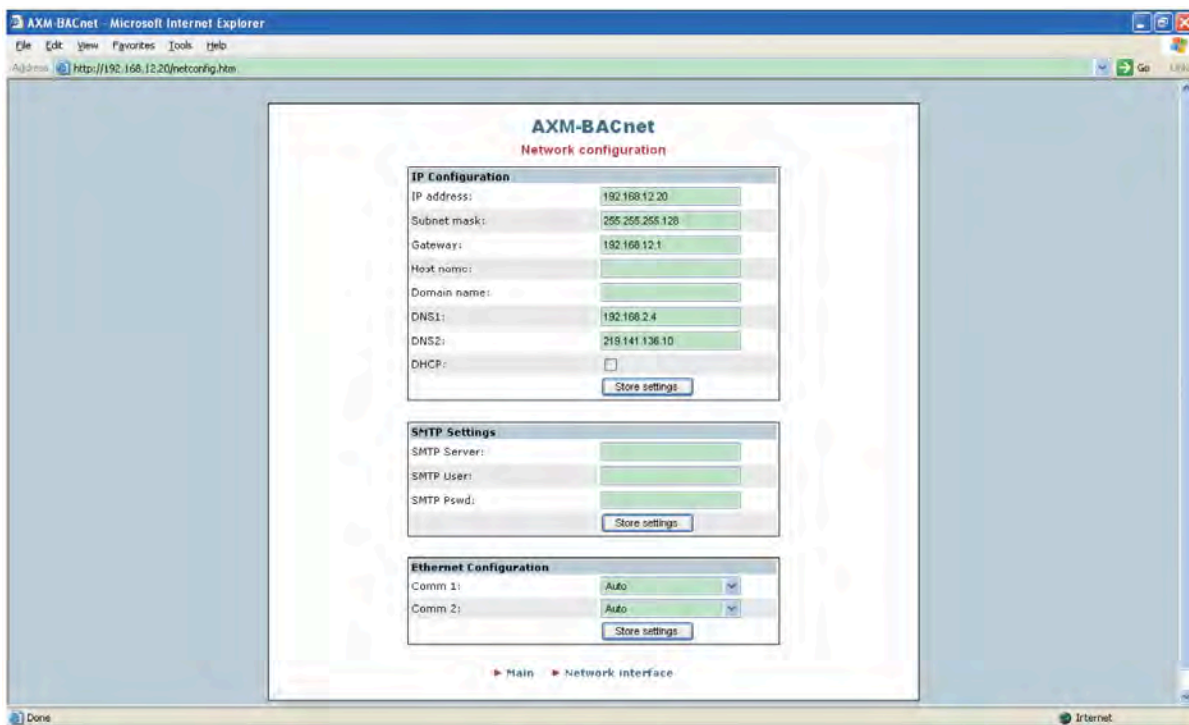 AXM-BACnet - Microsoft Internet Explorer
File Edit View Favorites Tools Help
Address http://192.168.12.20/netconfig.htm Go Links
AXM-BACnet
Network configuration
IP Configuration
IP address: 192.168.12.20
Subnet mask: 255.255.255.128
Gateway: 192.168.12.1
Host name:
Domain name:
DNS1: 192.168.2.4
DNS2: 219.141.136.10
DHCP:
Store settings
SMTP Settings
SMTP Server:
SMTP User:
SMTP Pswd:
Store settings
Ethernet Configuration
Comm 1: Auto
Comm 2: Auto
Store settings
Main Network interface
Done Internet